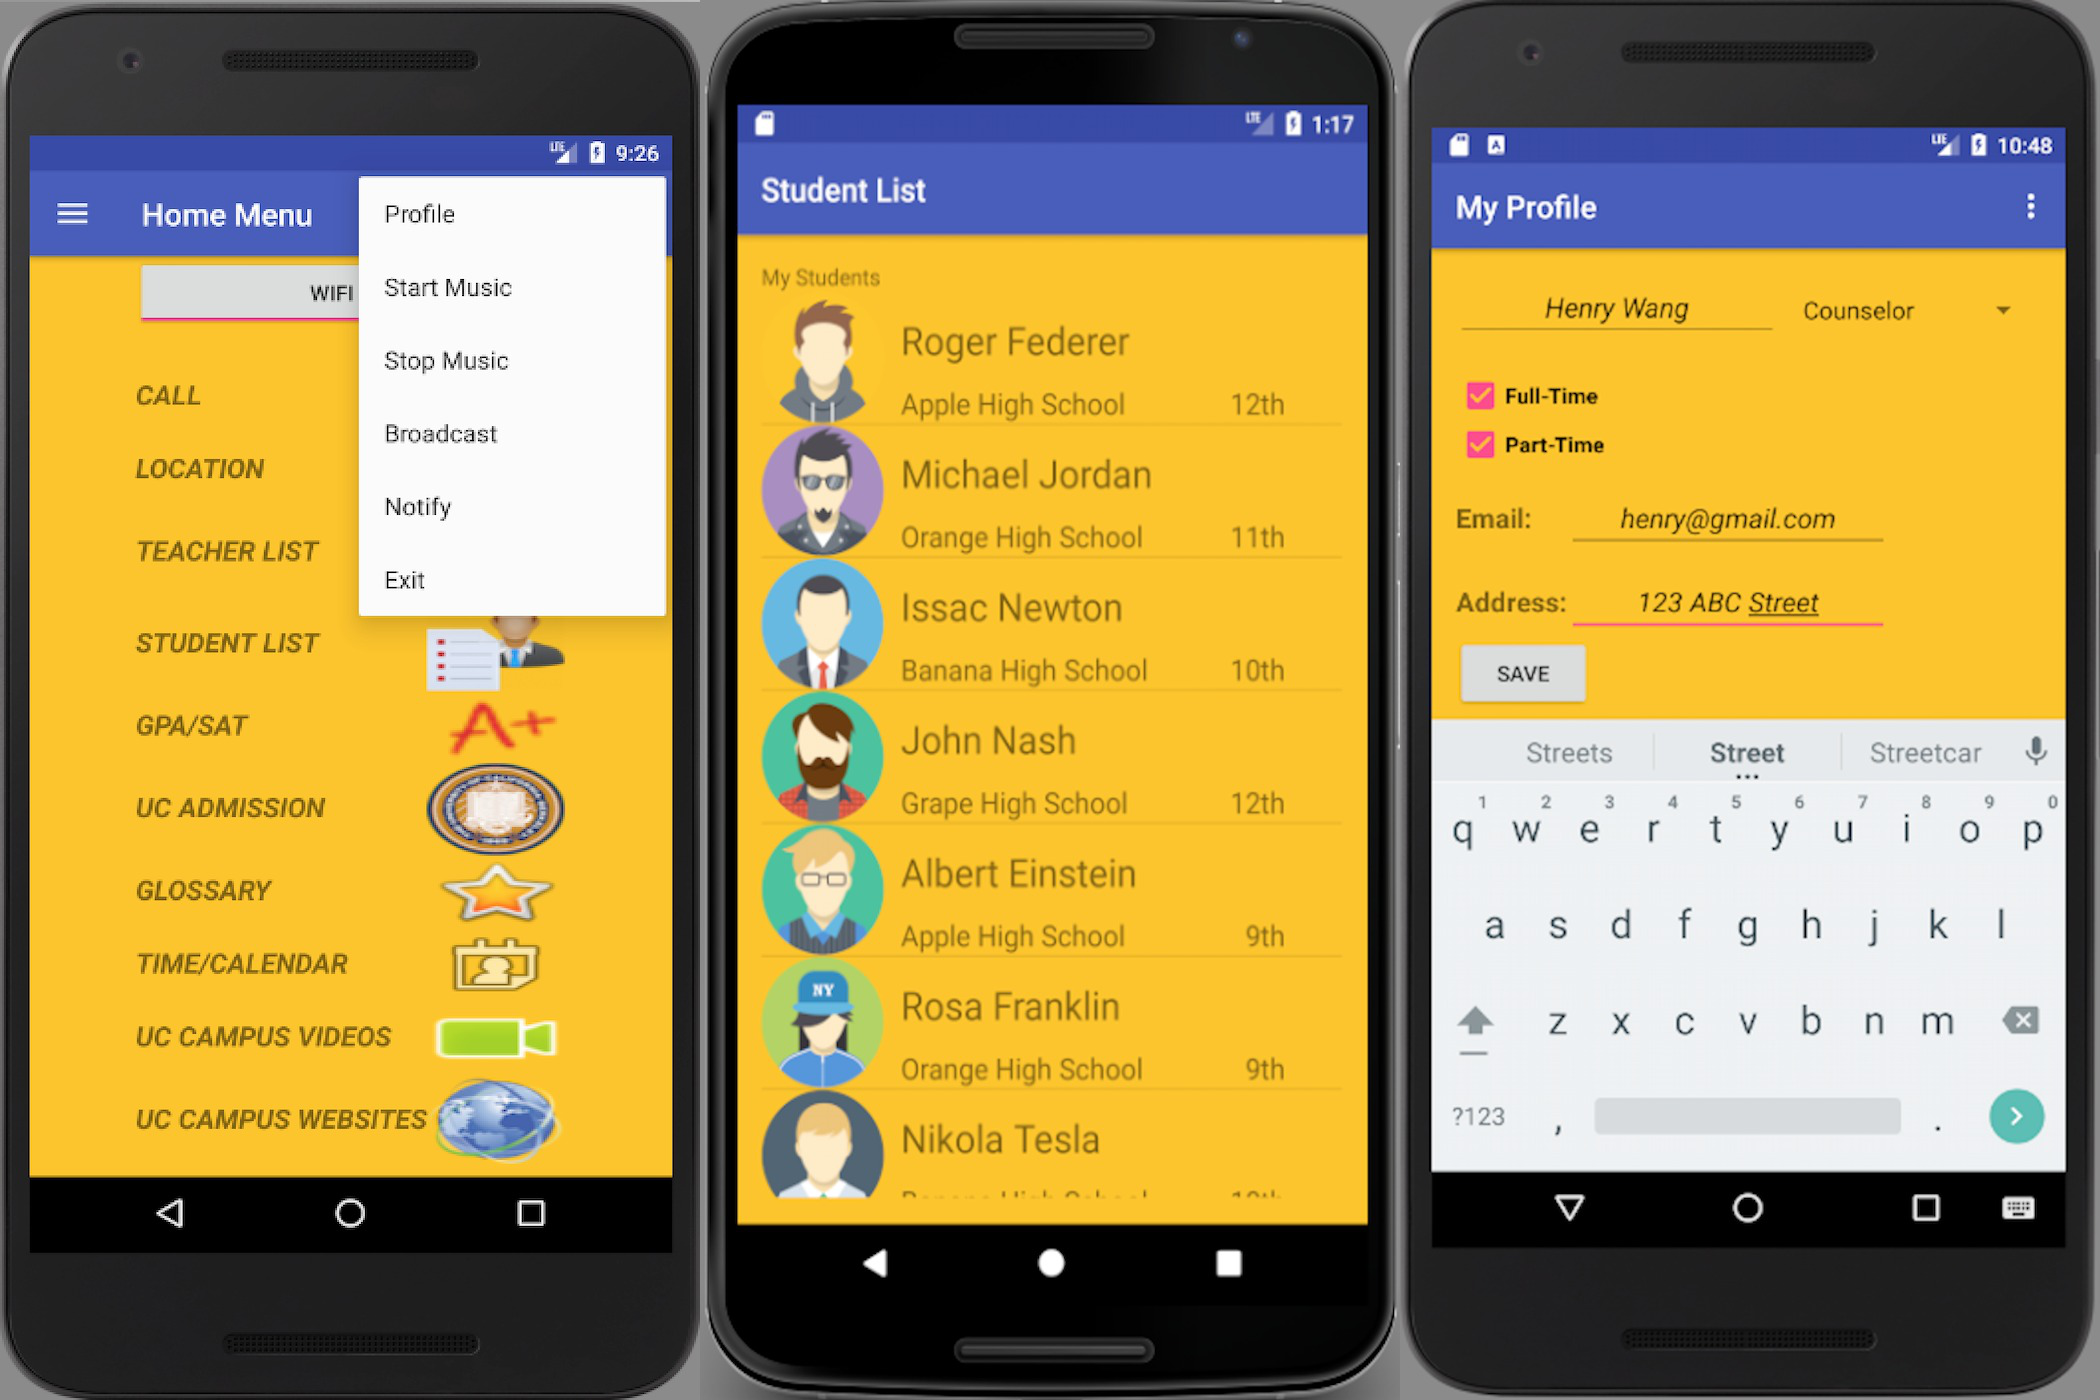 LTE 9:26
Home Menu
Profile
Start Music
Stop Music
Broadcast
Notify
Exit
WIFI
CALL
LOCATION
TEACHER LIST
STUDENT LIST
GPA/SAT
A+
UC ADMISSION
GLOSSARY
TIME/CALENDAR
UC CAMPUS VIDEOS
UC CAMPUS WEBSITES
LTE 1:17
Student List
My Students
Roger Federer
Apple High School 12th
Michael Jordan
Orange High School 11th
Issac Newton
Banana High School 10th
John Nash
Grape High School 12th
Albert Einstein
Apple High School 9th
NY
Rosa Franklin
Orange High School 9th
Nikola Tesla
A LTE 10:48
My Profile
Henry Wang Counselor
Full-Time
Part-Time
Email: henry@gmail.com
Address: 123 ABC Street
SAVE
Streets Street Streetcar
1 2 3 4 5 6 7 8 9 0
q w e r t y u i o p
a s d f g h j k l
z x c v b n m
?123 , .